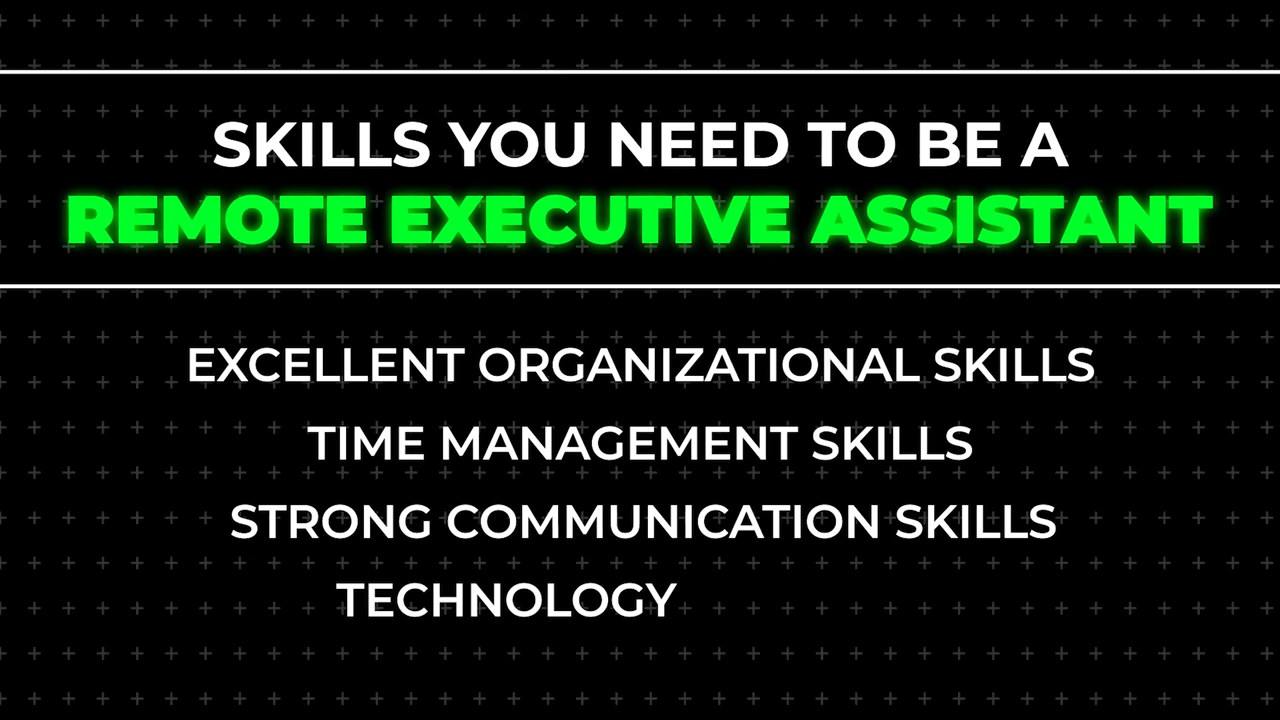 SKILLS YOU NEED TO BE A
REMOTE EXECUTIVE ASSISTANT
EXCELLENT ORGANIZATIONAL SKILLS
TIME MANAGEMENT SKILLS
STRONG COMMUNICATION SKILLS
TECHNOLOGY